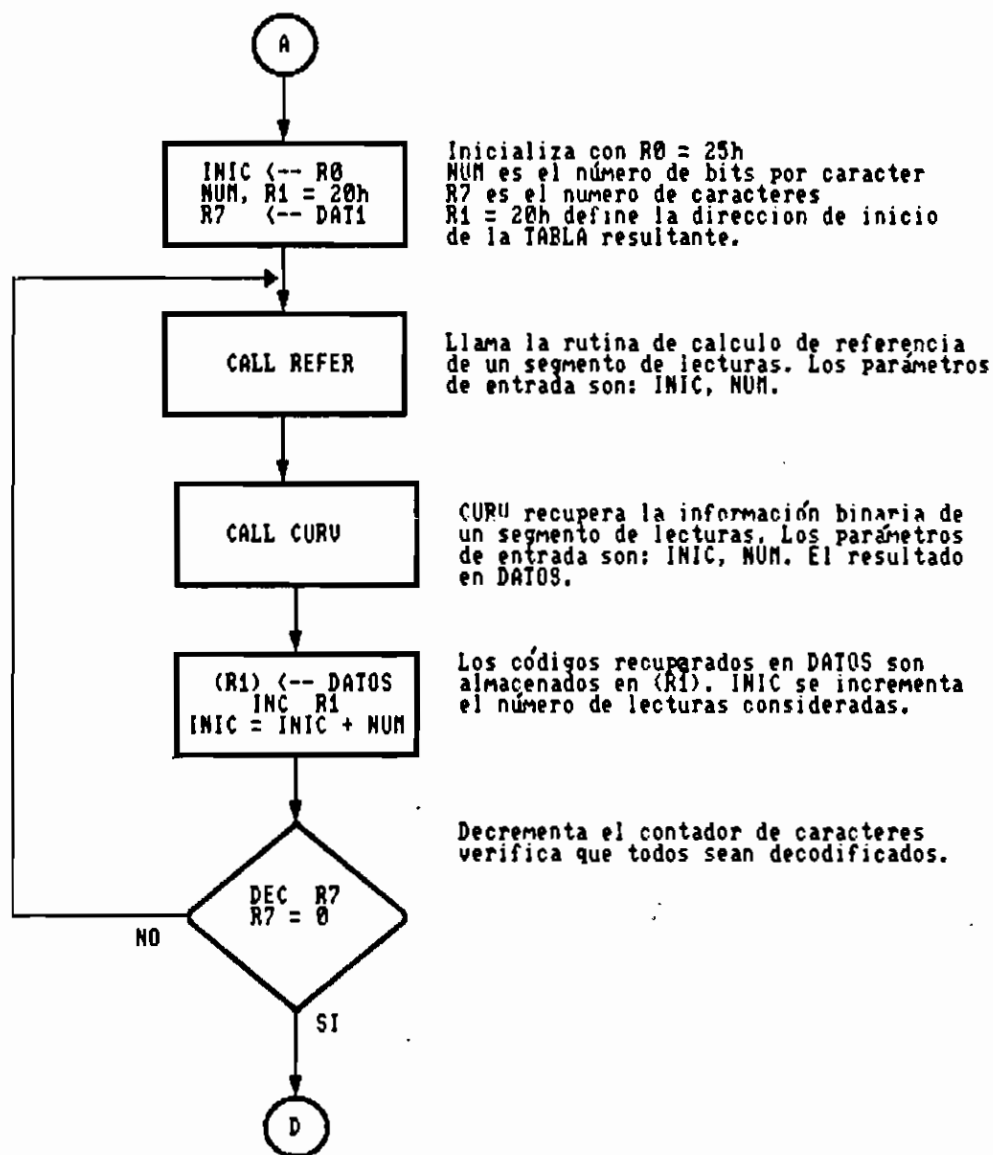 A
INIC <-- R0
NUM, R1 = 20h
R7 <-- DAT1
Inicializa con R0 = 25h
NUM es el número de bits por caracter
R7 es el numero de caracteres
R1 = 20h define la direccion de inicio
de la TABLA resultante.
CALL REFER
Llama la rutina de calculo de referencia
de un segmento de lecturas. Los parámetros
de entrada son: INIC, NUM.
CALL CURV
CURV recupera la información binaria de
un segmento de lecturas. Los parámetros
de entrada son: INIC, NUM. El resultado
en DATOS.
(R1) <-- DATOS
INC R1
INIC = INIC + NUM
Los códigos recuparados en DATOS son
almacenados en (R1). INIC se incrementa
el número de lecturas consideradas.
DEC R7
R7 = 0
Decrementa el contador de caracteres
verifica que todos sean decodificados.
NO
SI
D